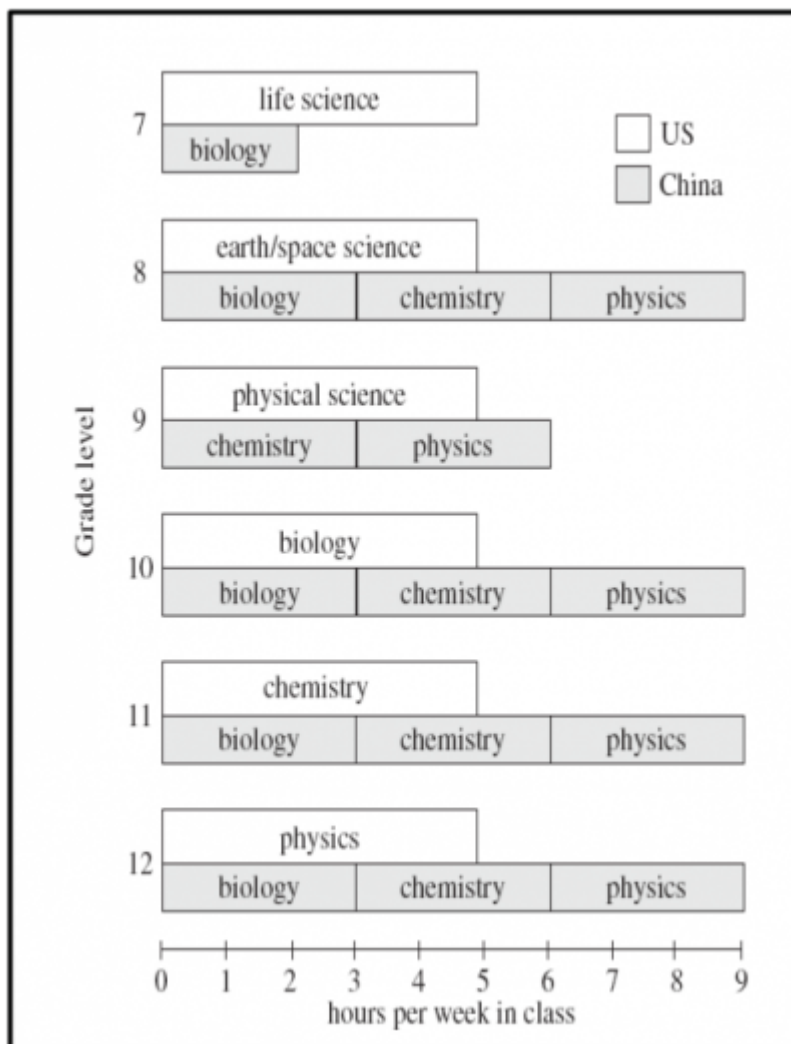 life science
7
biology
US
China
earth/space science
8
biology chemistry physics
physical science
9
chemistry physics
Grade level
biology
10
biology chemistry physics
chemistry
11
biology chemistry physics
physics
12
biology chemistry physics
0 1 2 3 4 5 6 7 8 9
hours per week in class